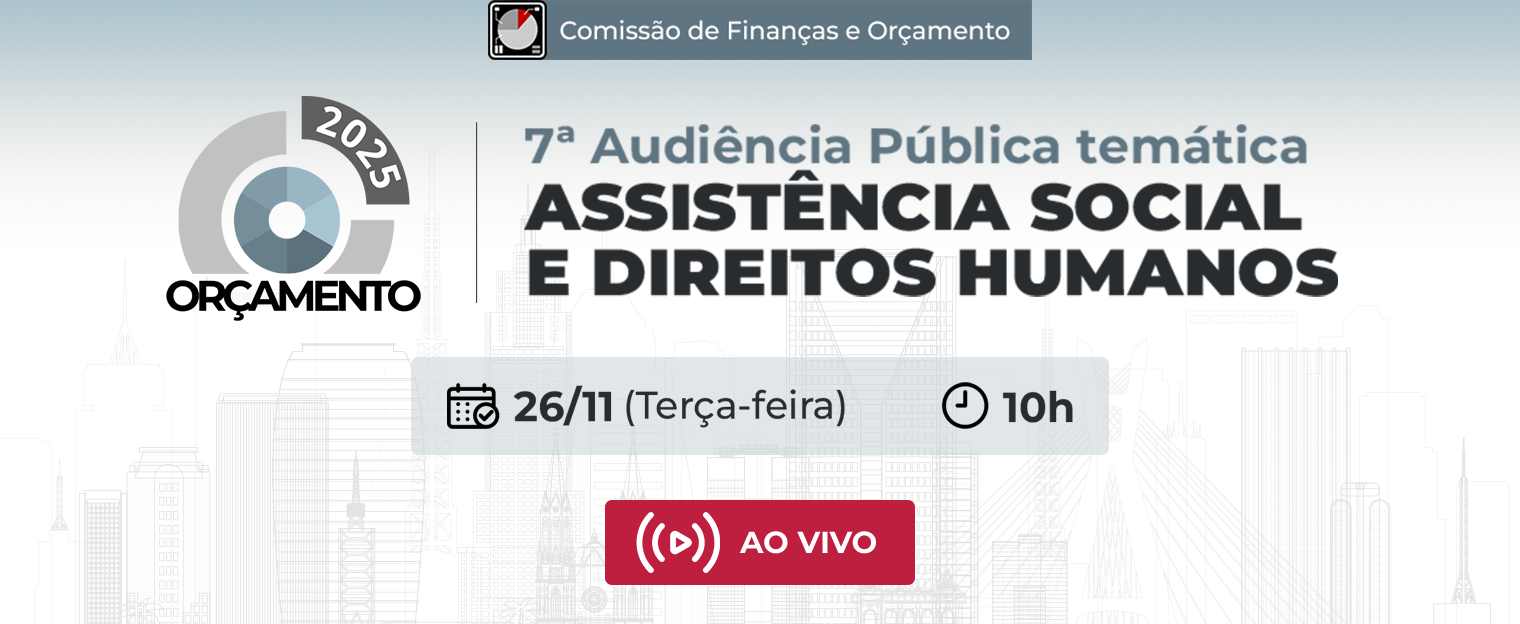 Comissão de Finanças e Orçamento
2025
ORÇAMENTO
7ª Audiência Pública temática
ASSISTÊNCIA SOCIAL
E DIREITOS HUMANOS
26/11 (Terça-feira)
10h
AO VIVO